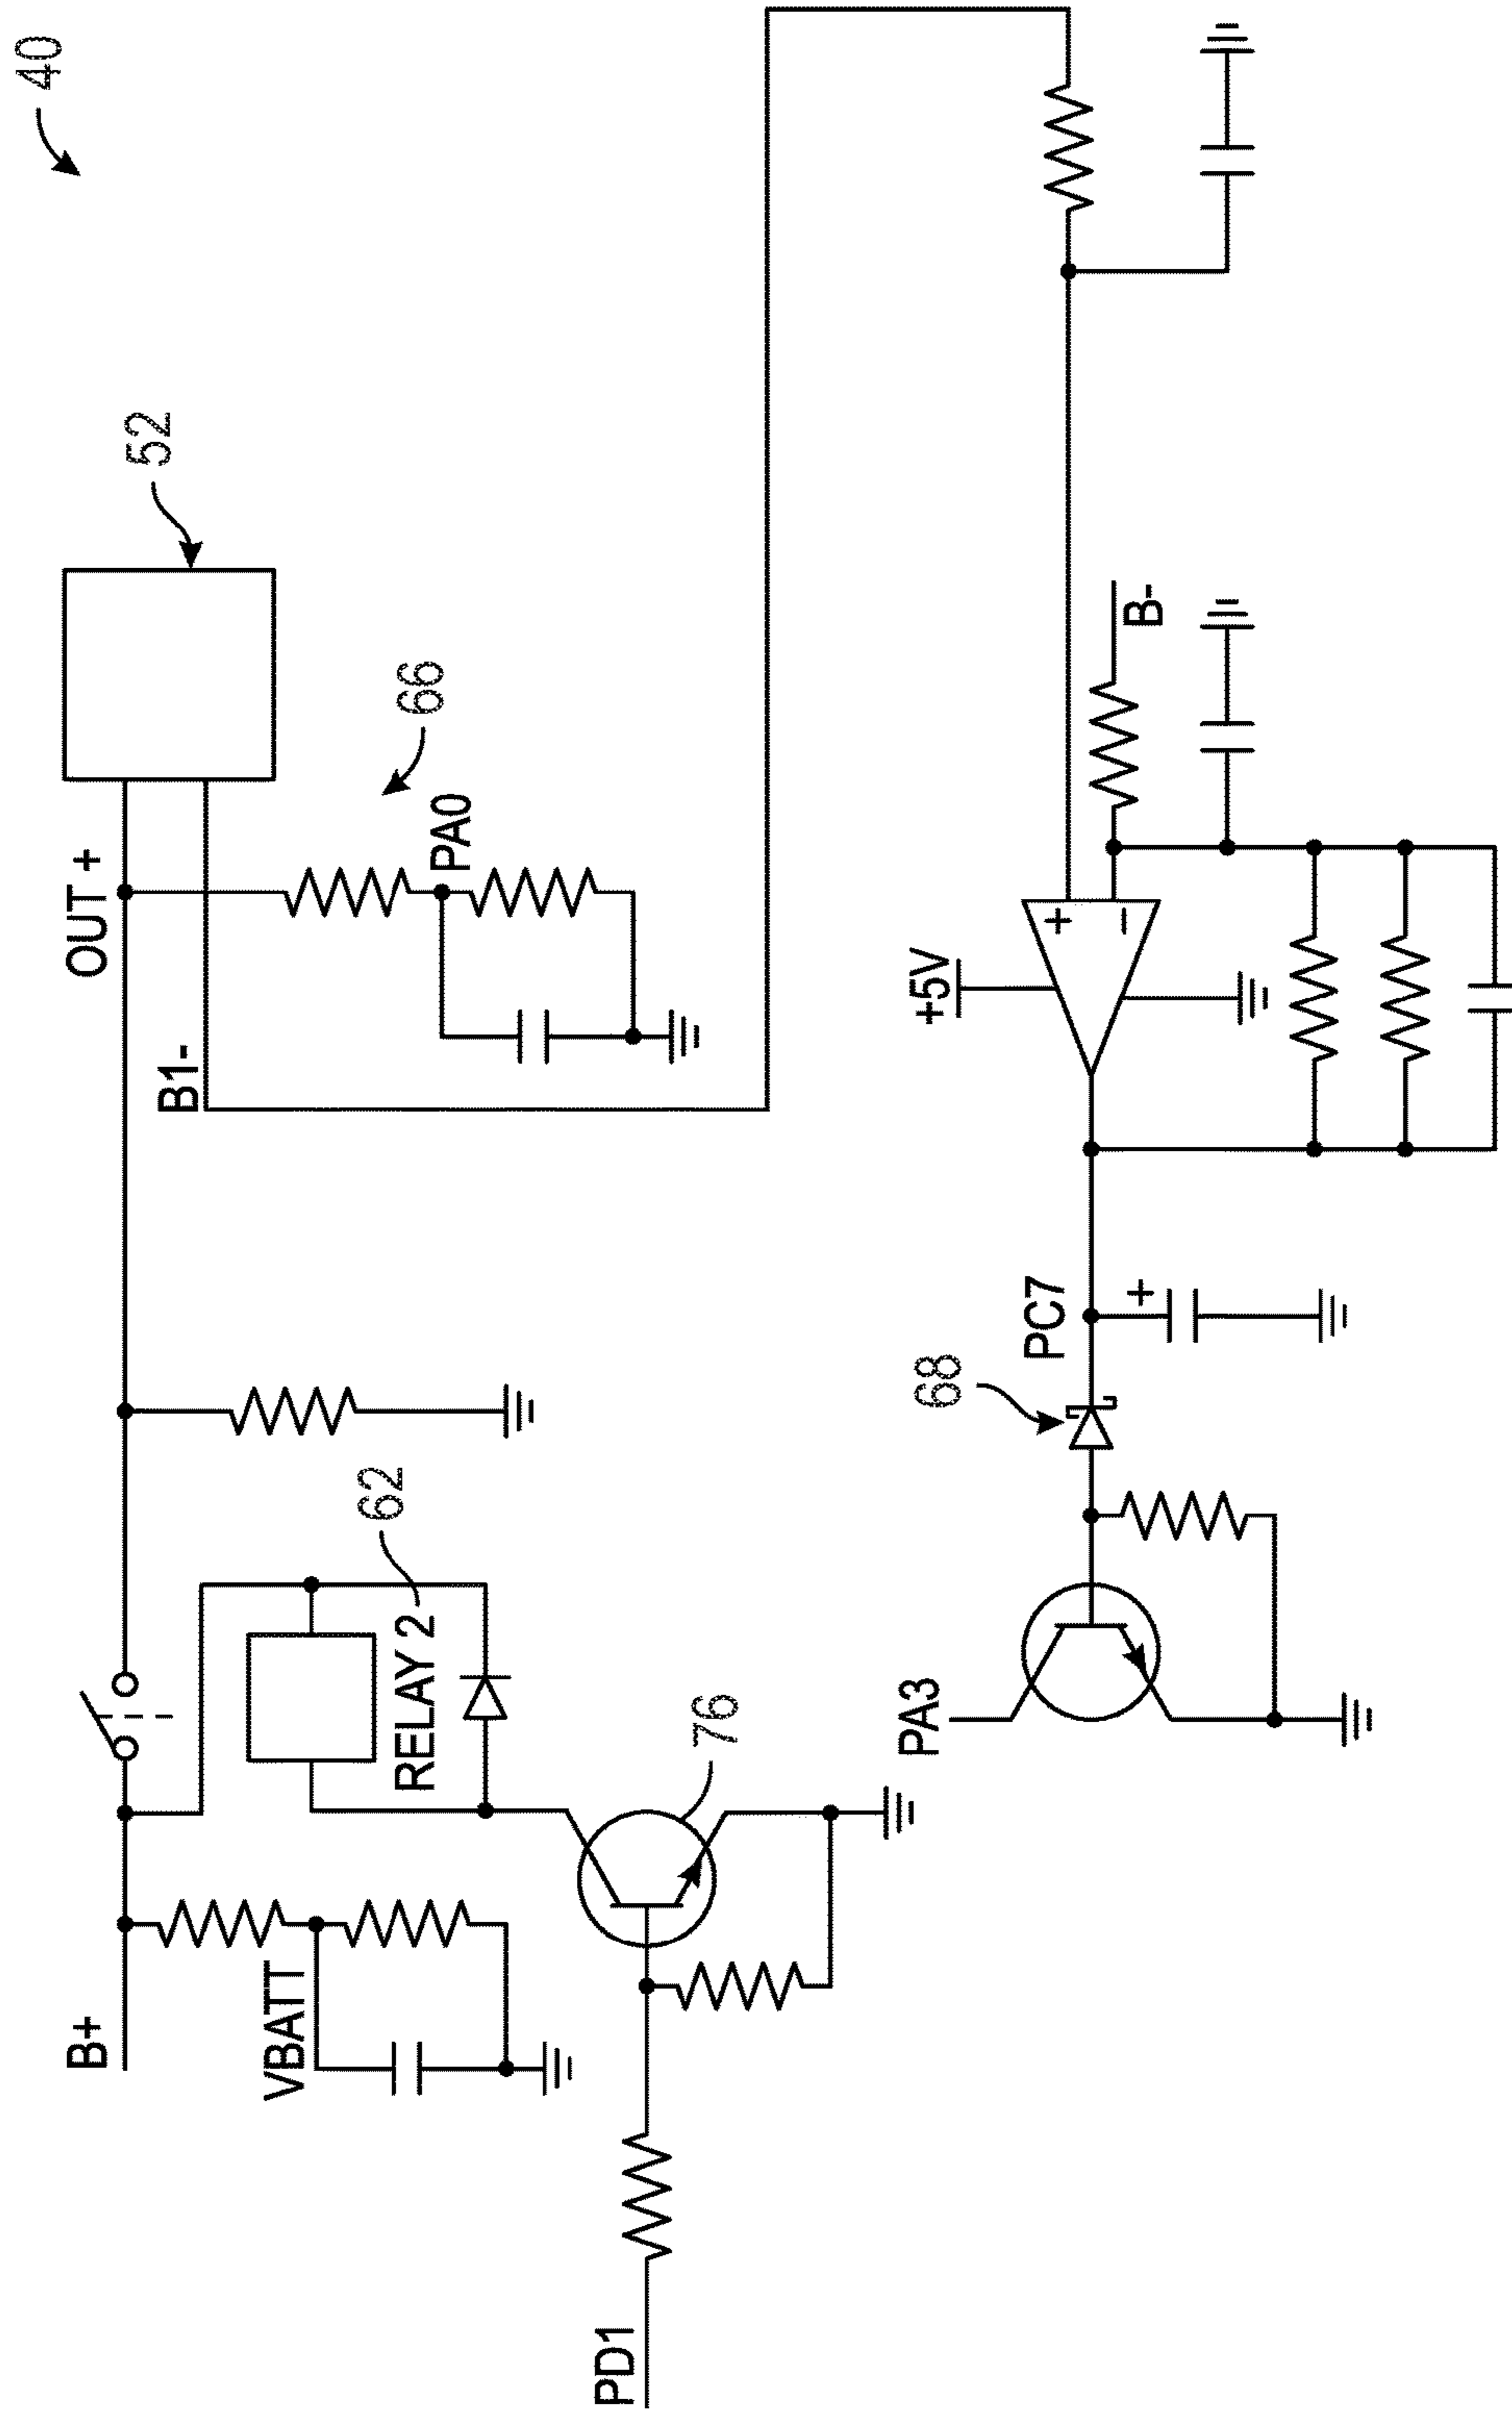 40
52
OUT +
B1-
66
PA0
B+
VBATT
RELAY 2
62
76
PD1
B-
+5V
+
-
PC7
+
68
PA3